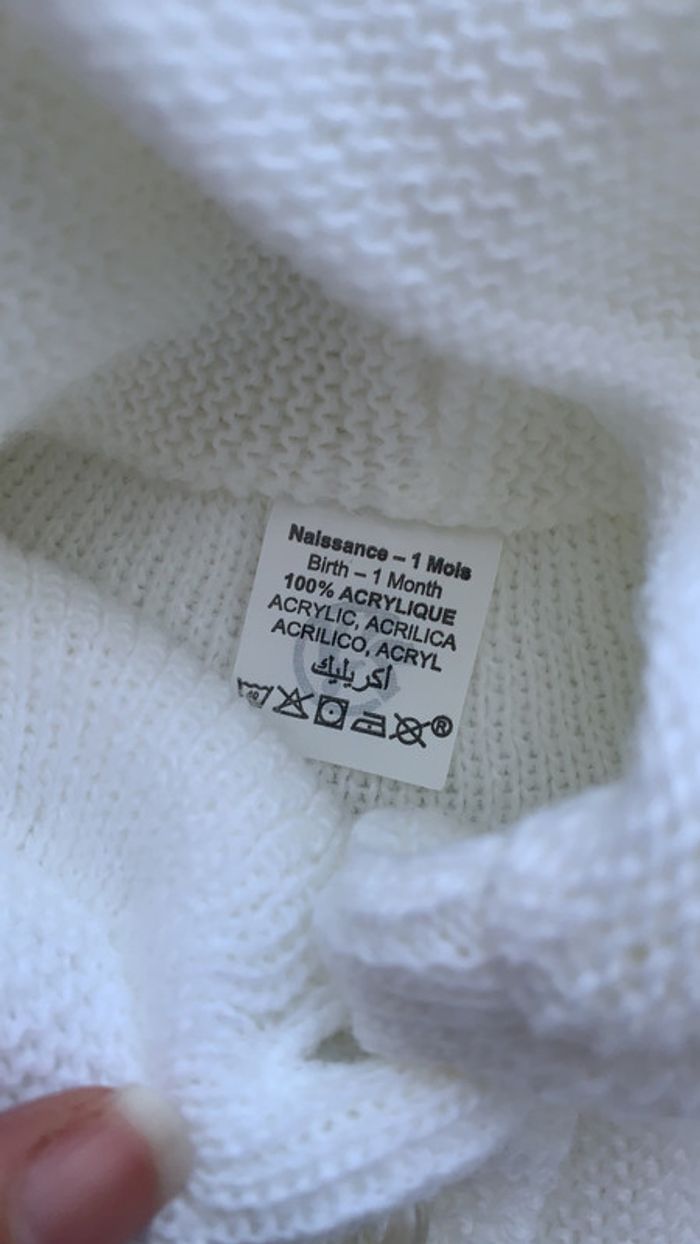 Naissance – 1 Mois
Birth – 1 Month
100% ACRYLIQUE
ACRYLIC, ACRILICA
ACRILICO, ACRYL
أكريليك
®